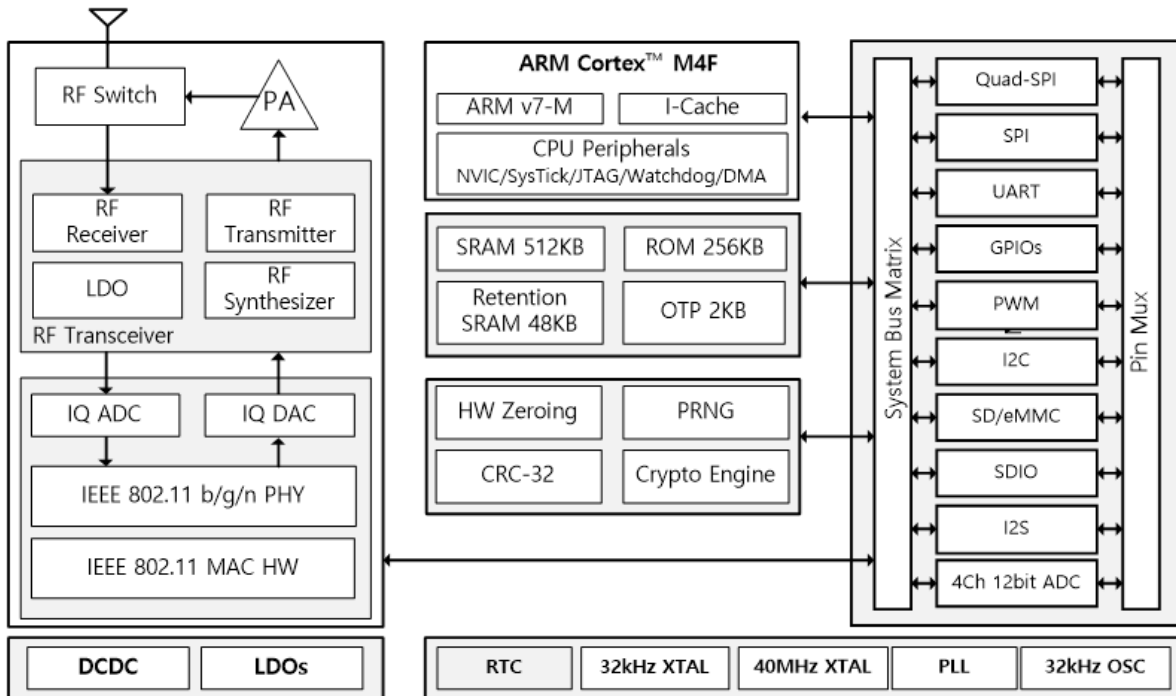 RF Switch
PA
RF
Receiver
RF
Transmitter
LDO
RF
Synthesizer
RF Transceiver
IQ ADC
IQ DAC
IEEE 802.11 b/g/n PHY
IEEE 802.11 MAC HW
DCDC
LDOs
ARM Cortex™ M4F
ARM v7-M
I-Cache
CPU Peripherals
NVIC/SysTick/JTAG/Watchdog/DMA
SRAM 512KB
ROM 256KB
Retention
SRAM 48KB
OTP 2KB
HW Zeroing
PRNG
CRC-32
Crypto Engine
System Bus Matrix
Quad-SPI
SPI
UART
GPIOs
PWM
I2C
SD/eMMC
SDIO
I2S
4Ch 12bit ADC
Pin Mux
RTC
32kHz XTAL
40MHz XTAL
PLL
32kHz OSC